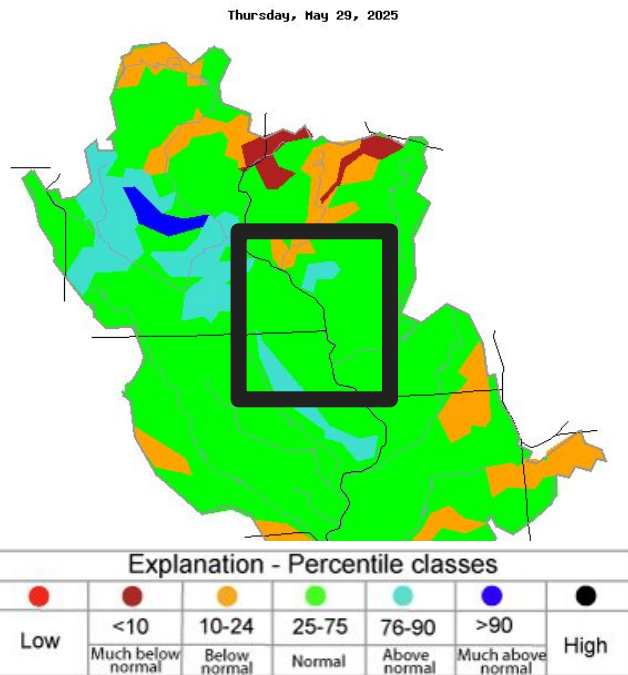 Thursday, May 29, 2025
Explanation - Percentile classes
Low
<10
10-24
25-75
76-90
>90
High
Much below
normal
Below
normal
Normal
Above
normal
Much above
normal